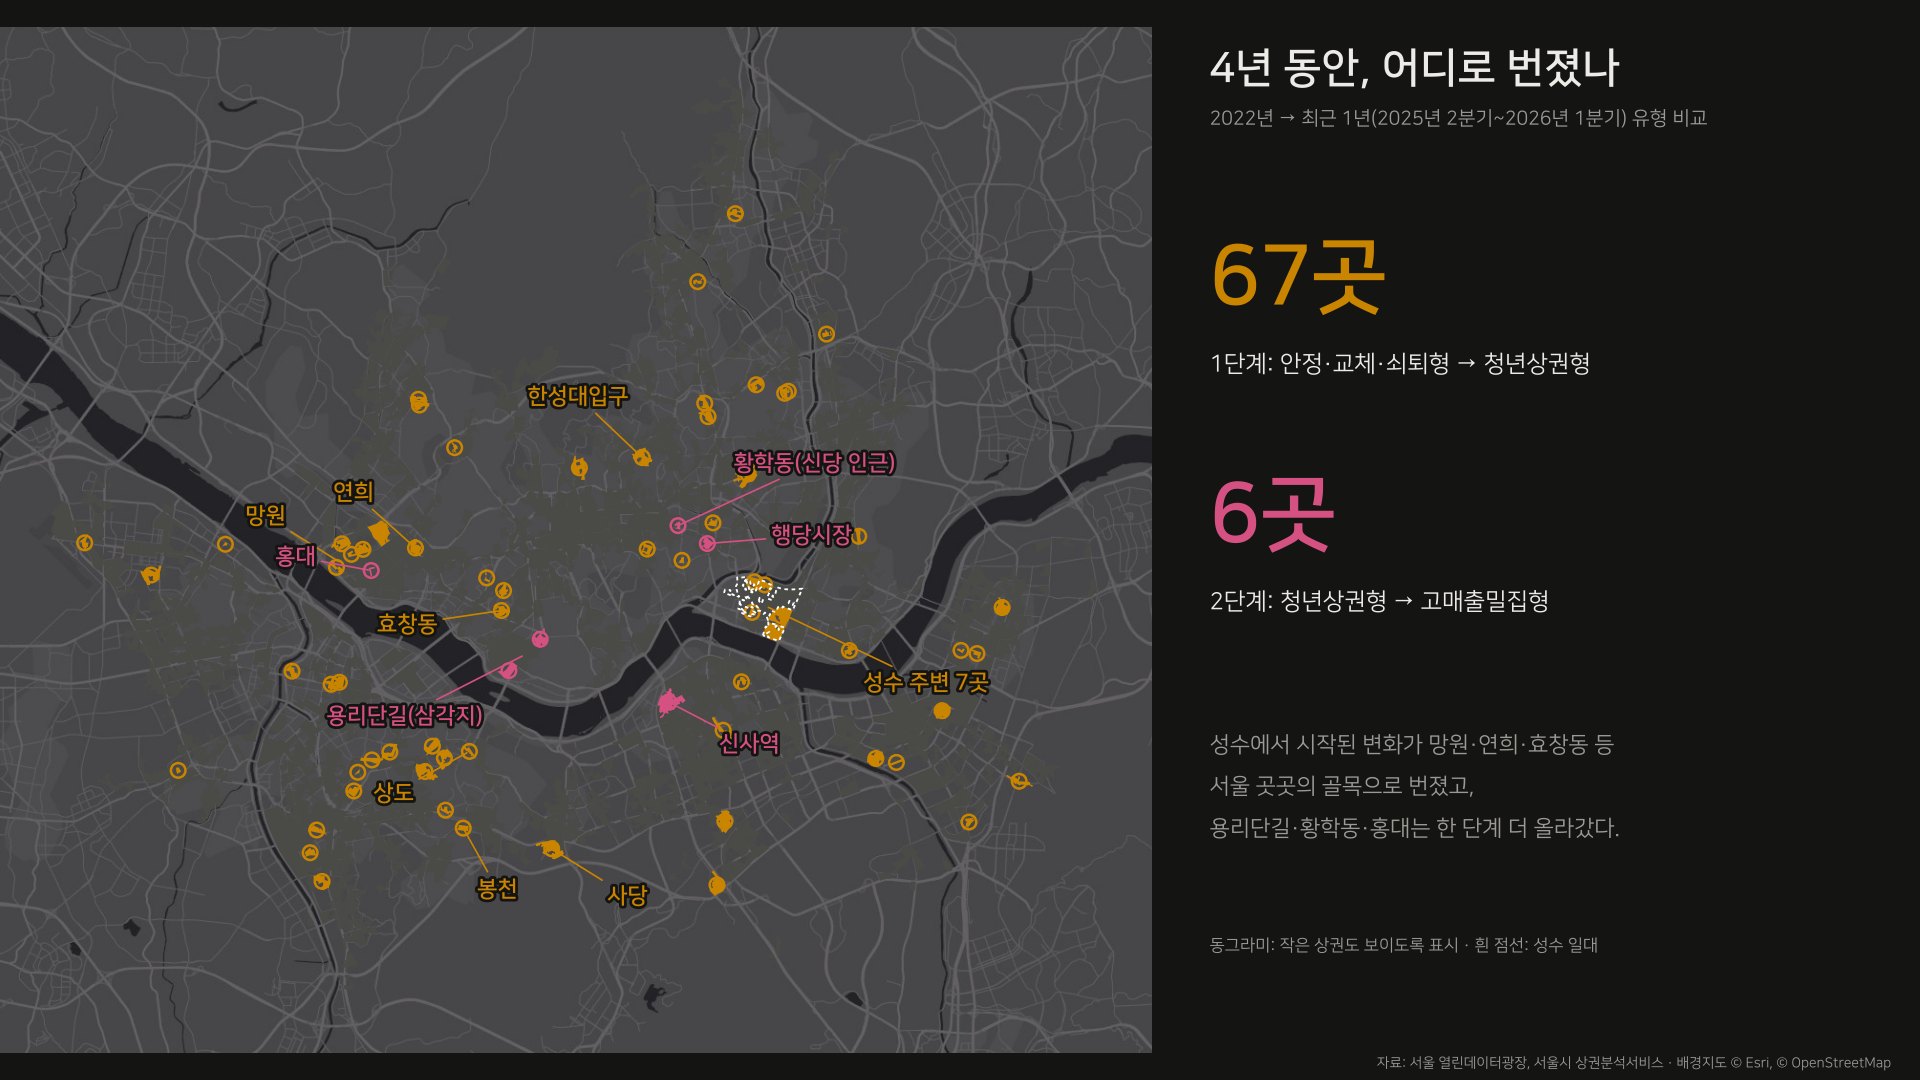 4년 동안, 어디로 번졌나
2022년 → 최근 1년(2025년 2분기~2026년 1분기) 유형 비교
67곳
1단계: 안정·교체·쇠퇴형 → 청년상권형
6곳
2단계: 청년상권형 → 고매출밀집형
성수에서 시작된 변화가 망원·연희·효창동 등
서울 곳곳의 골목으로 번졌고,
용리단길·황학동·홍대는 한 단계 더 올라갔다.
동그라미: 작은 상권도 보이도록 표시 · 흰 점선: 성수 일대
자료: 서울 열린데이터광장, 서울시 상권분석서비스 · 배경지도 © Esri, © OpenStreetMap
한성대입구
황학동(신당 인근)
연희
망원
행당시장
홍대
효창동
성수 주변 7곳
용리단길(삼각지)
신사역
상도
봉천
사당